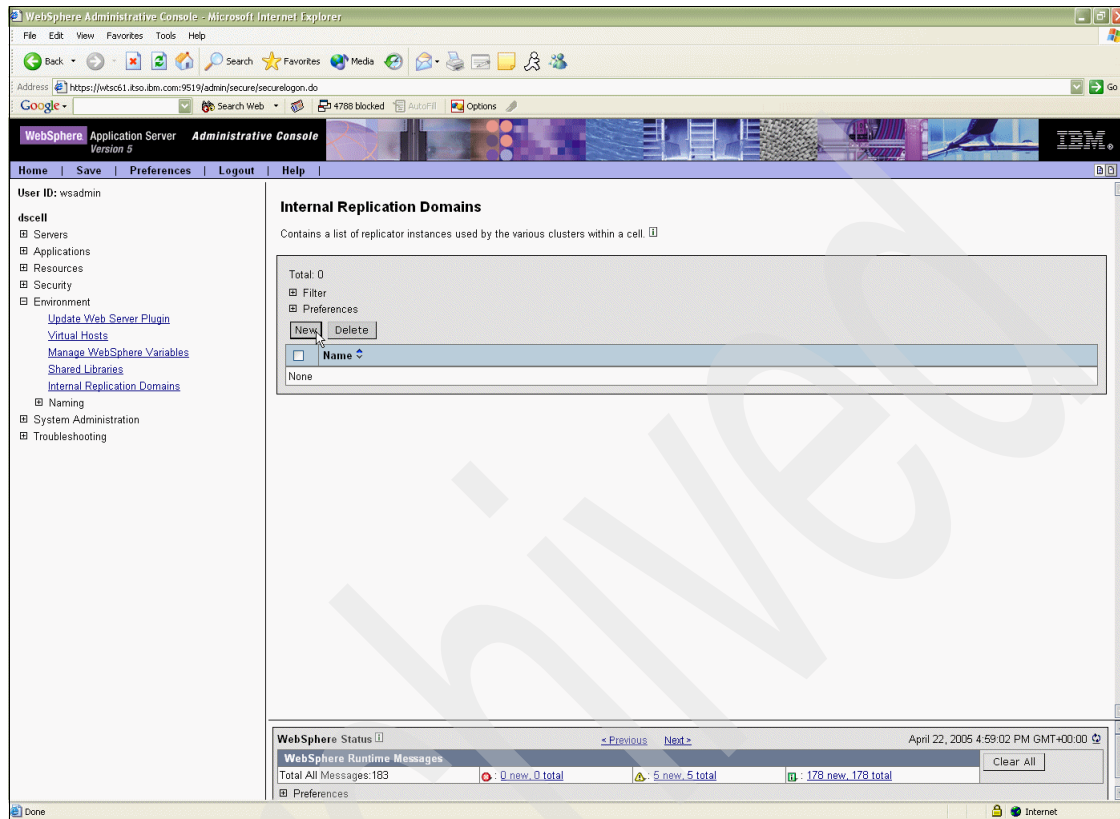 WebSphere Administrative Console - Microsoft Internet Explorer
File Edit View Favorites Tools Help
Back Search Favorites Media
Address https://wtsc61.itso.ibm.com:9519/admin/secure/securelogon.do Go
Google Search Web 4788 blocked AutoFill Options
WebSphere Application Server Administrative Console
Version 5
IBM
Home | Save | Preferences | Logout | Help |
User ID: wsadmin
dscell
Servers
Applications
Resources
Security
Environment
Update Web Server Plugin
Virtual Hosts
Manage WebSphere Variables
Shared Libraries
Internal Replication Domains
Naming
System Administration
Troubleshooting
Internal Replication Domains
Contains a list of replicator instances used by the various clusters within a cell.
Total: 0
Filter
Preferences
New Delete
Name
None
WebSphere Status < Previous Next > April 22, 2005 4:59:02 PM GMT+00:00
WebSphere Runtime Messages Clear All
Total All Messages:183 : 0 new, 0 total : 5 new, 5 total : 178 new, 178 total
Preferences
Done Internet